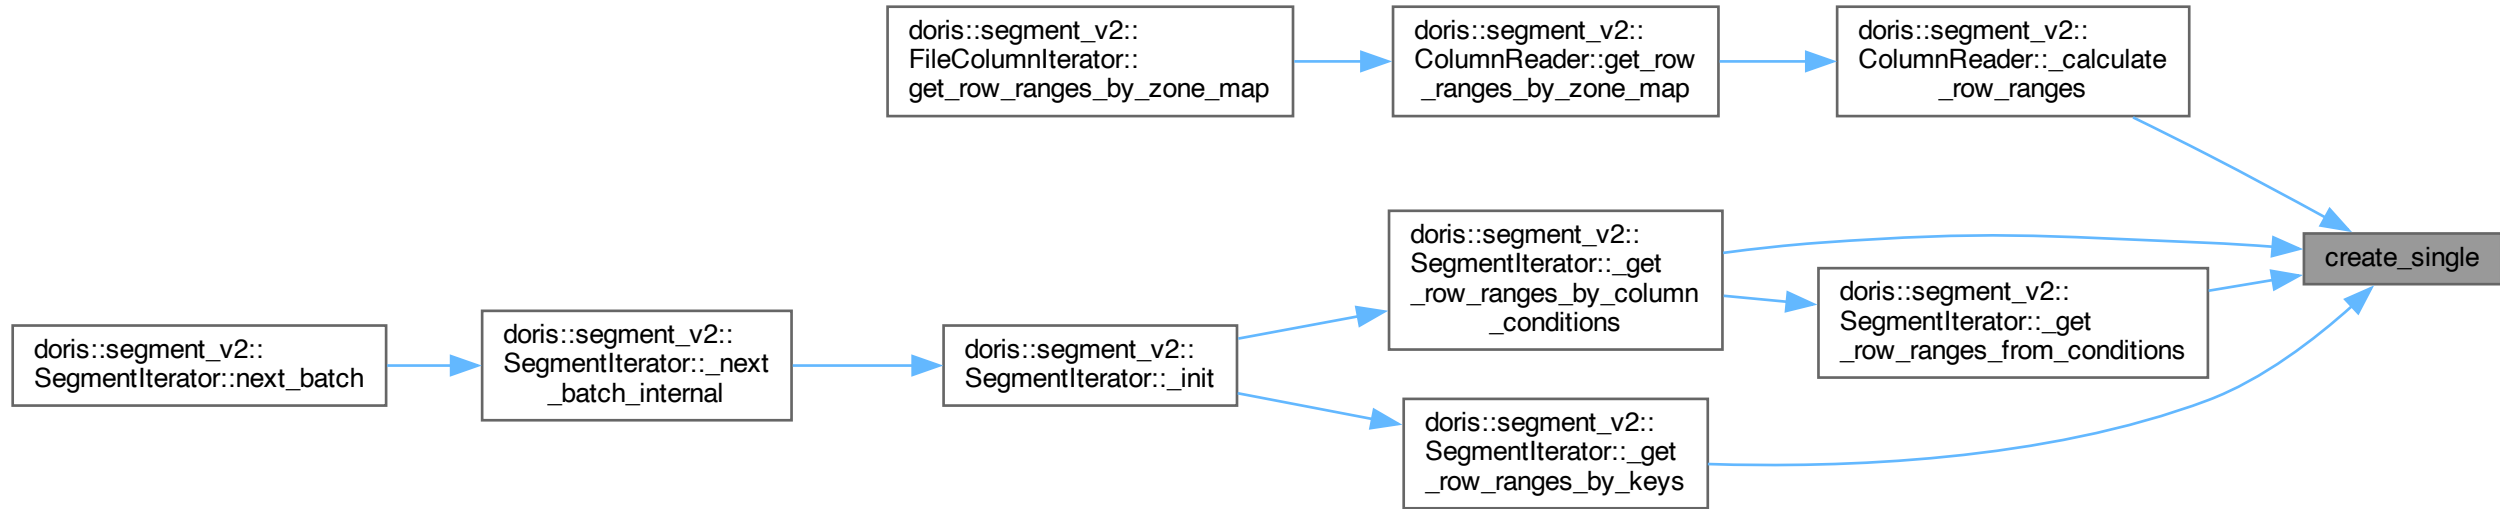 doris::segment_v2::
FileColumnIterator::
get_row_ranges_by_zone_map
doris::segment_v2::
ColumnReader::get_row
_ranges_by_zone_map
doris::segment_v2::
ColumnReader::_calculate
_row_ranges
doris::segment_v2::
SegmentIterator::_get
_row_ranges_by_column
_conditions
create_single
doris::segment_v2::
SegmentIterator::_get
_row_ranges_from_conditions
doris::segment_v2::
SegmentIterator::next_batch
doris::segment_v2::
SegmentIterator::_next
_batch_internal
doris::segment_v2::
SegmentIterator::_init
doris::segment_v2::
SegmentIterator::_get
_row_ranges_by_keys